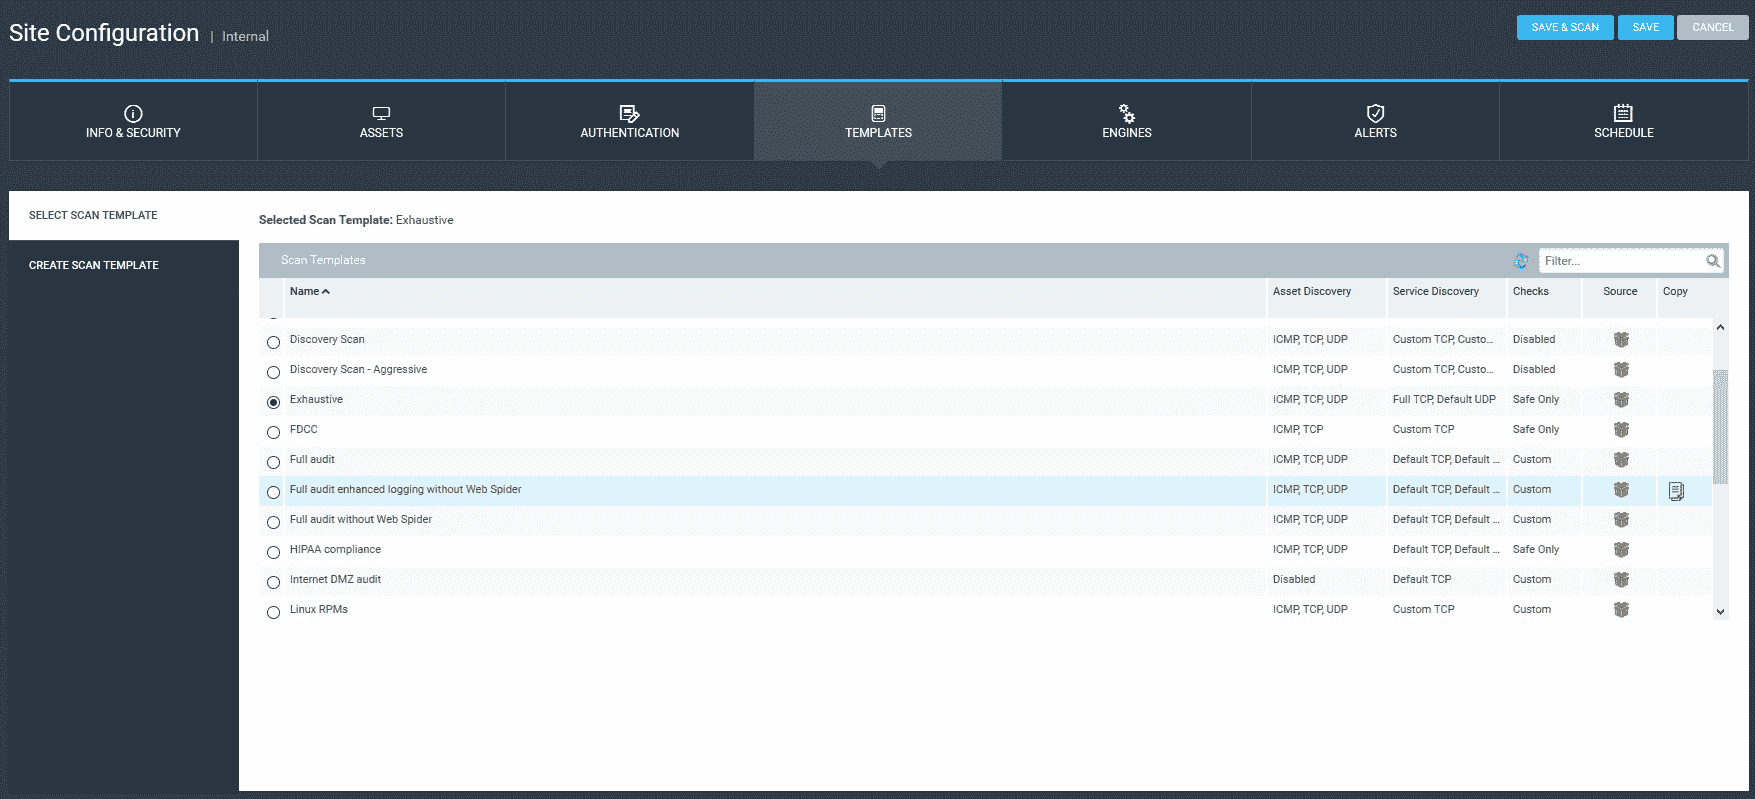 Site Configuration | Internal
SAVE & SCAN SAVE CANCEL
INFO & SECURITY ASSETS AUTHENTICATION TEMPLATES ENGINES ALERTS SCHEDULE
SELECT SCAN TEMPLATE
CREATE SCAN TEMPLATE
Selected Scan Template: Exhaustive
Scan Templates Filter...
Name Asset Discovery Service Discovery Checks Source Copy
Discovery Scan ICMP, TCP, UDP Custom TCP, Custo... Disabled
Discovery Scan - Aggressive ICMP, TCP, UDP Custom TCP, Custo... Disabled
Exhaustive ICMP, TCP, UDP Full TCP, Default UDP Safe Only
FDCC ICMP, TCP Custom TCP Safe Only
Full audit ICMP, TCP, UDP Default TCP, Default ... Custom
Full audit enhanced logging without Web Spider ICMP, TCP, UDP Default TCP, Default ... Custom
Full audit without Web Spider ICMP, TCP, UDP Default TCP, Default ... Custom
HIPAA compliance ICMP, TCP, UDP Default TCP, Default ... Safe Only
Internet DMZ audit Disabled Default TCP Custom
Linux RPMs ICMP, TCP, UDP Custom TCP Custom